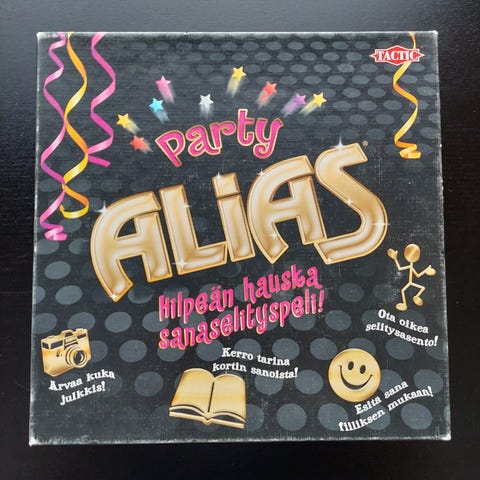 TACTIC
Party
ALIAS
Hilpeän hauska
sanaselityspeli!
Ota oikea
selitysasento!
Kerro tarina
kortin sanoista!
Arvaa kuka
julkkis!
Esitä sana
fiiliksen mukaan!